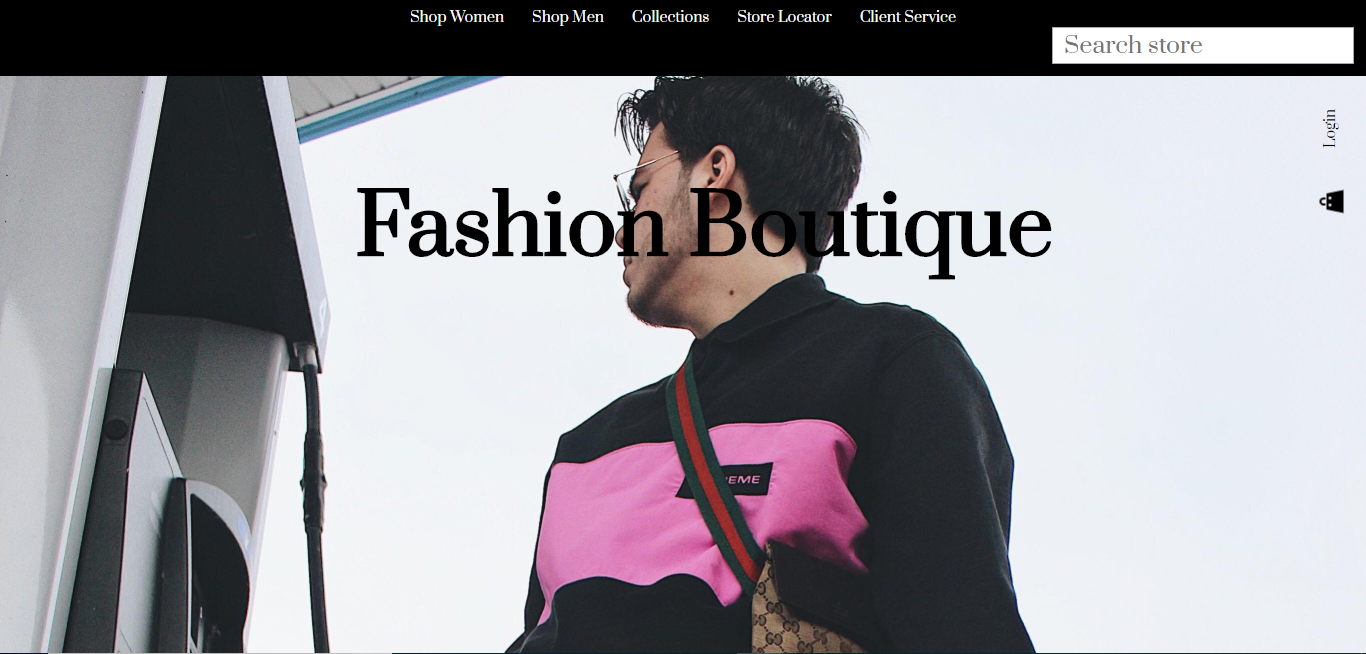 Shop Women Shop Men Collections Store Locator Client Service
Search store
Login
Fashion Boutique
EME